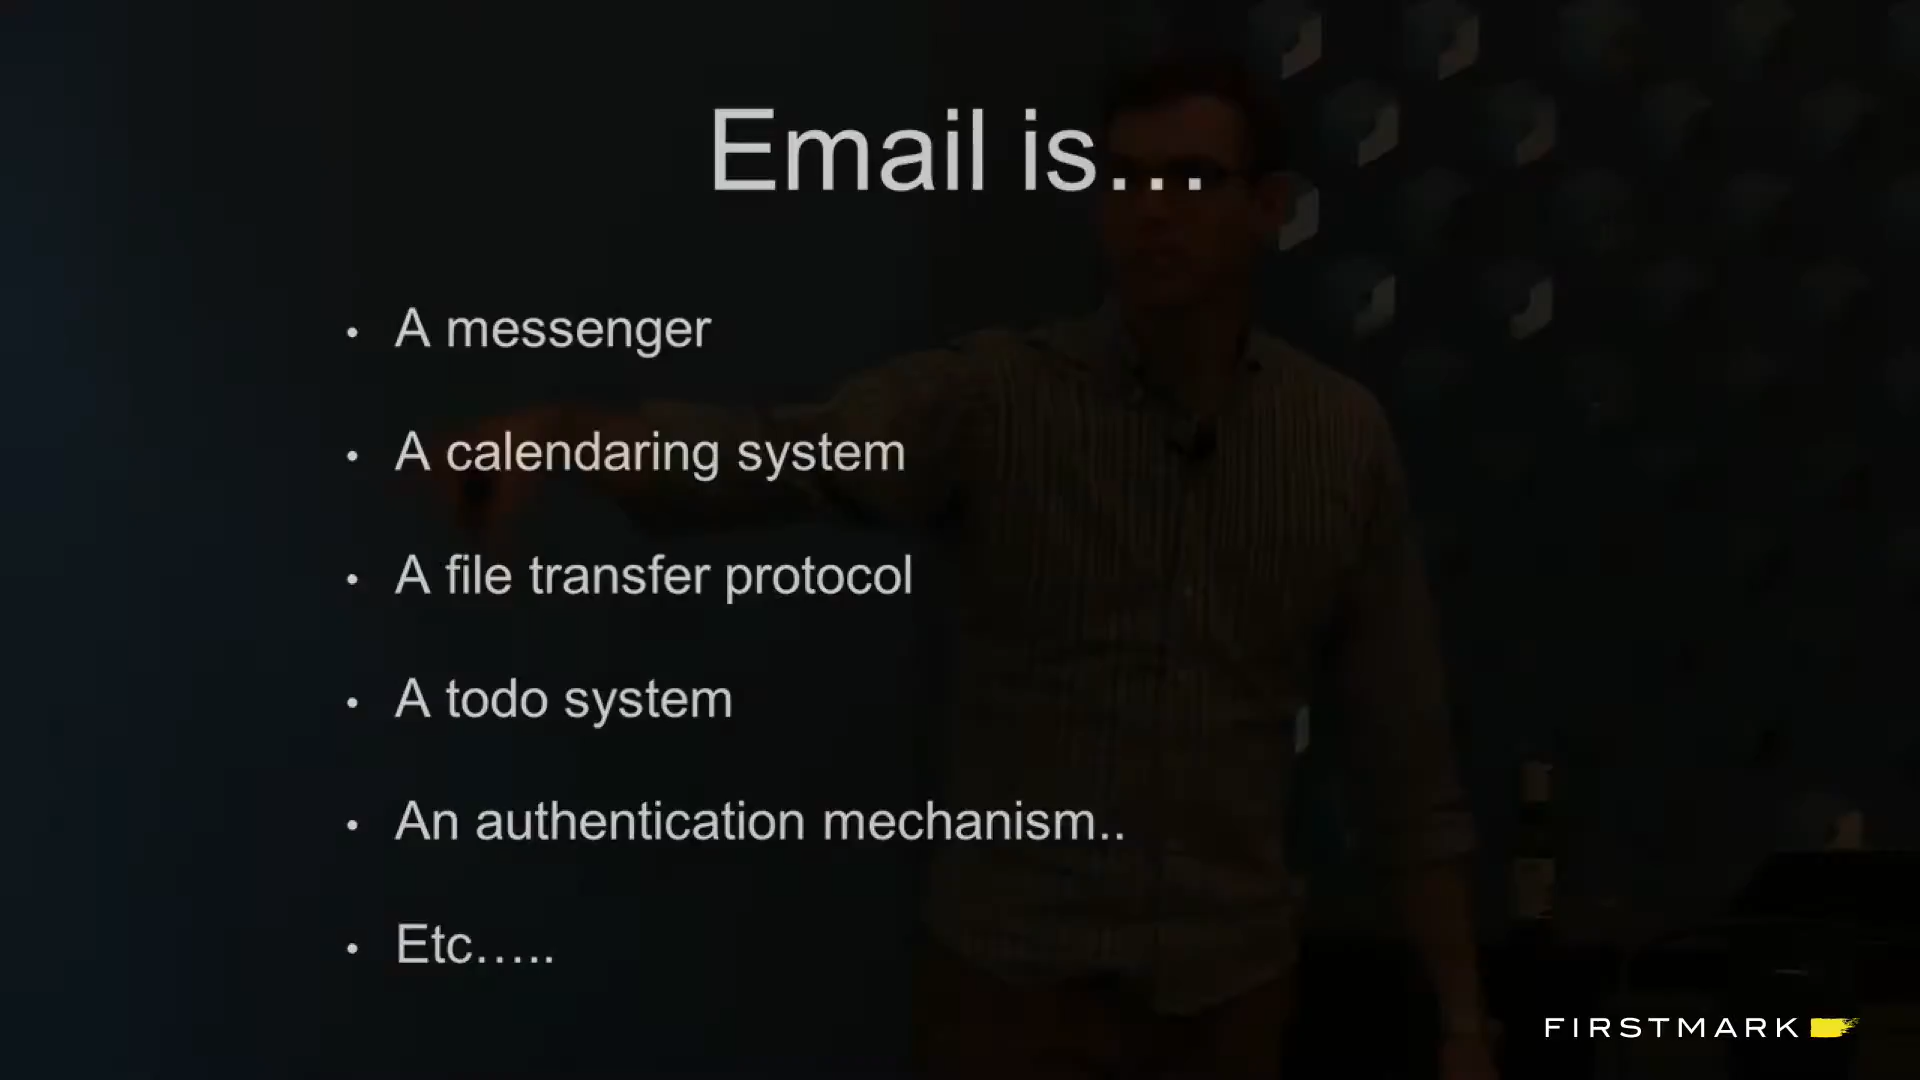 Email is…
• A messenger
• A calendaring system
• A file transfer protocol
• A todo system
• An authentication mechanism..
• Etc…..
FIRSTMARK